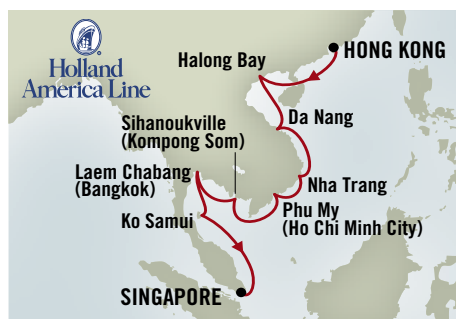 Holland
America Line
HONG KONG
Halong Bay
Da Nang
Sihanoukville
(Kompong Som)
Laem Chabang
(Bangkok)
Nha Trang
Ko Samui
Phu My
(Ho Chi Minh City)
SINGAPORE